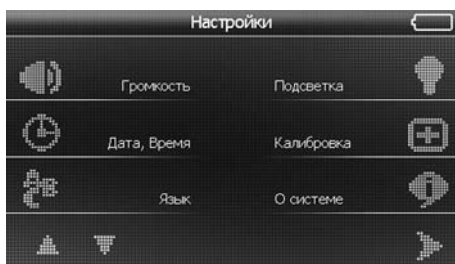 Настройки
Громкость Подсветка
Дата, Время Калибровка
Язык О системе